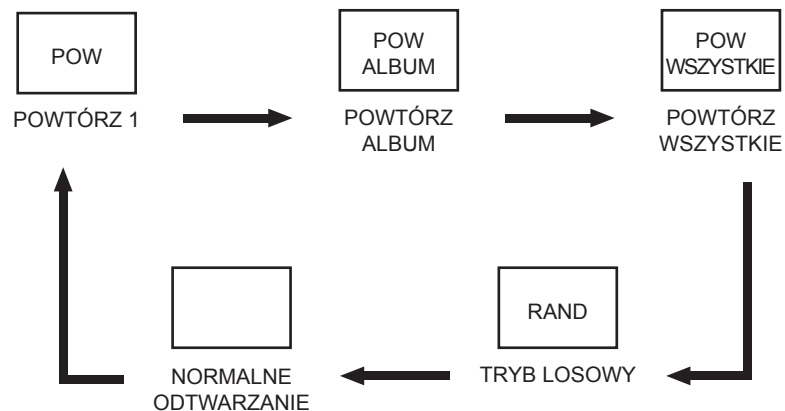 POW
POWTÓRZ 1
POW
ALBUM
POWTÓRZ
ALBUM
POW
WSZYSTKIE
POWTÓRZ
WSZYSTKIE
NORMALNE
ODTWARZANIE
RAND
TRYB LOSOWY